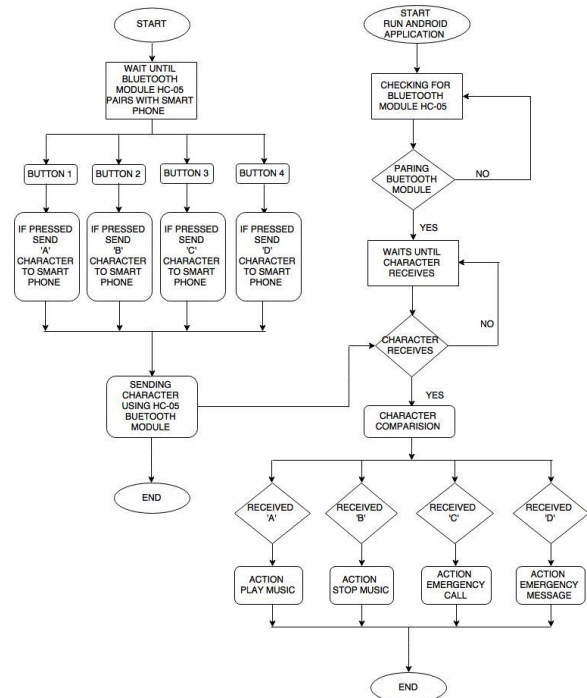 START
WAIT UNTIL
BLUETOOTH
MODULE HC-05
PAIRS WITH SMART
PHONE
BUTTON 1
BUTTON 2
BUTTON 3
BUTTON 4
IF PRESSED
SEND
'A'
CHARACTER
TO SMART
PHONE
IF PRESSED
SEND
'B'
CHARACTER
TO SMART
PHONE
IF PRESSED
SEND
'C'
CHARACTER
TO SMART
PHONE
IF PRESSED
SEND
'D'
CHARACTER
TO SMART
PHONE
SENDING
CHARACTER
USING HC-05
BUETOOTH
MODULE
END
START
RUN ANDROID
APPLICATION
CHECKING FOR
BLUETOOTH
MODULE HC-05
PARING
BUETOOTH
MODULE
NO
YES
WAITS UNTIL
CHARACTER
RECEIVES
NO
CHARACTER
RECEIVES
YES
CHARACTER
COMPARISION
RECEIVED
'A'
RECEIVED
'B'
RECEIVED
'C'
RECEIVED
'D'
ACTION
PLAY MUSIC
ACTION
STOP MUSIC
ACTION
EMERGENCY
CALL
ACTION
EMERGENCY
MESSAGE
END